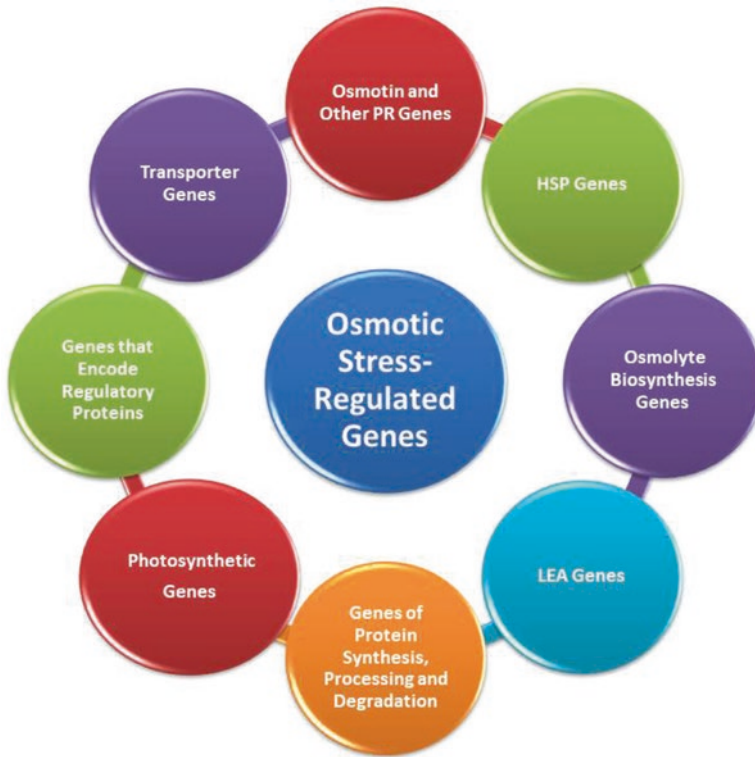 Osmotin and
Other PR Genes
HSP Genes
Osmolyte
Biosynthesis
Genes
LEA Genes
Genes of
Protein
Synthesis,
Processing and
Degradation
Photosynthetic
Genes
Genes that
Encode
Regulatory
Proteins
Transporter
Genes
Osmotic
Stress-
Regulated
Genes